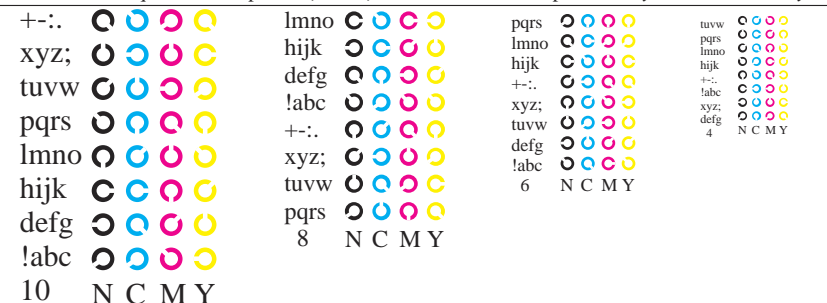 +-:.
xyz;
tuvw
pqrs
lmno
hijk
defg
!abc
10 N C M Y
lmno
hijk
defg
!abc
+-:.
xyz;
tuvw
pqrs
8 N C M Y
pqrs
lmno
hijk
+-:.
xyz;
tuvw
defg
!abc
6 N C M Y
tuvw
pqrs
lmno
hijk
+-:.
!abc
xyz;
defg
4 N C M Y